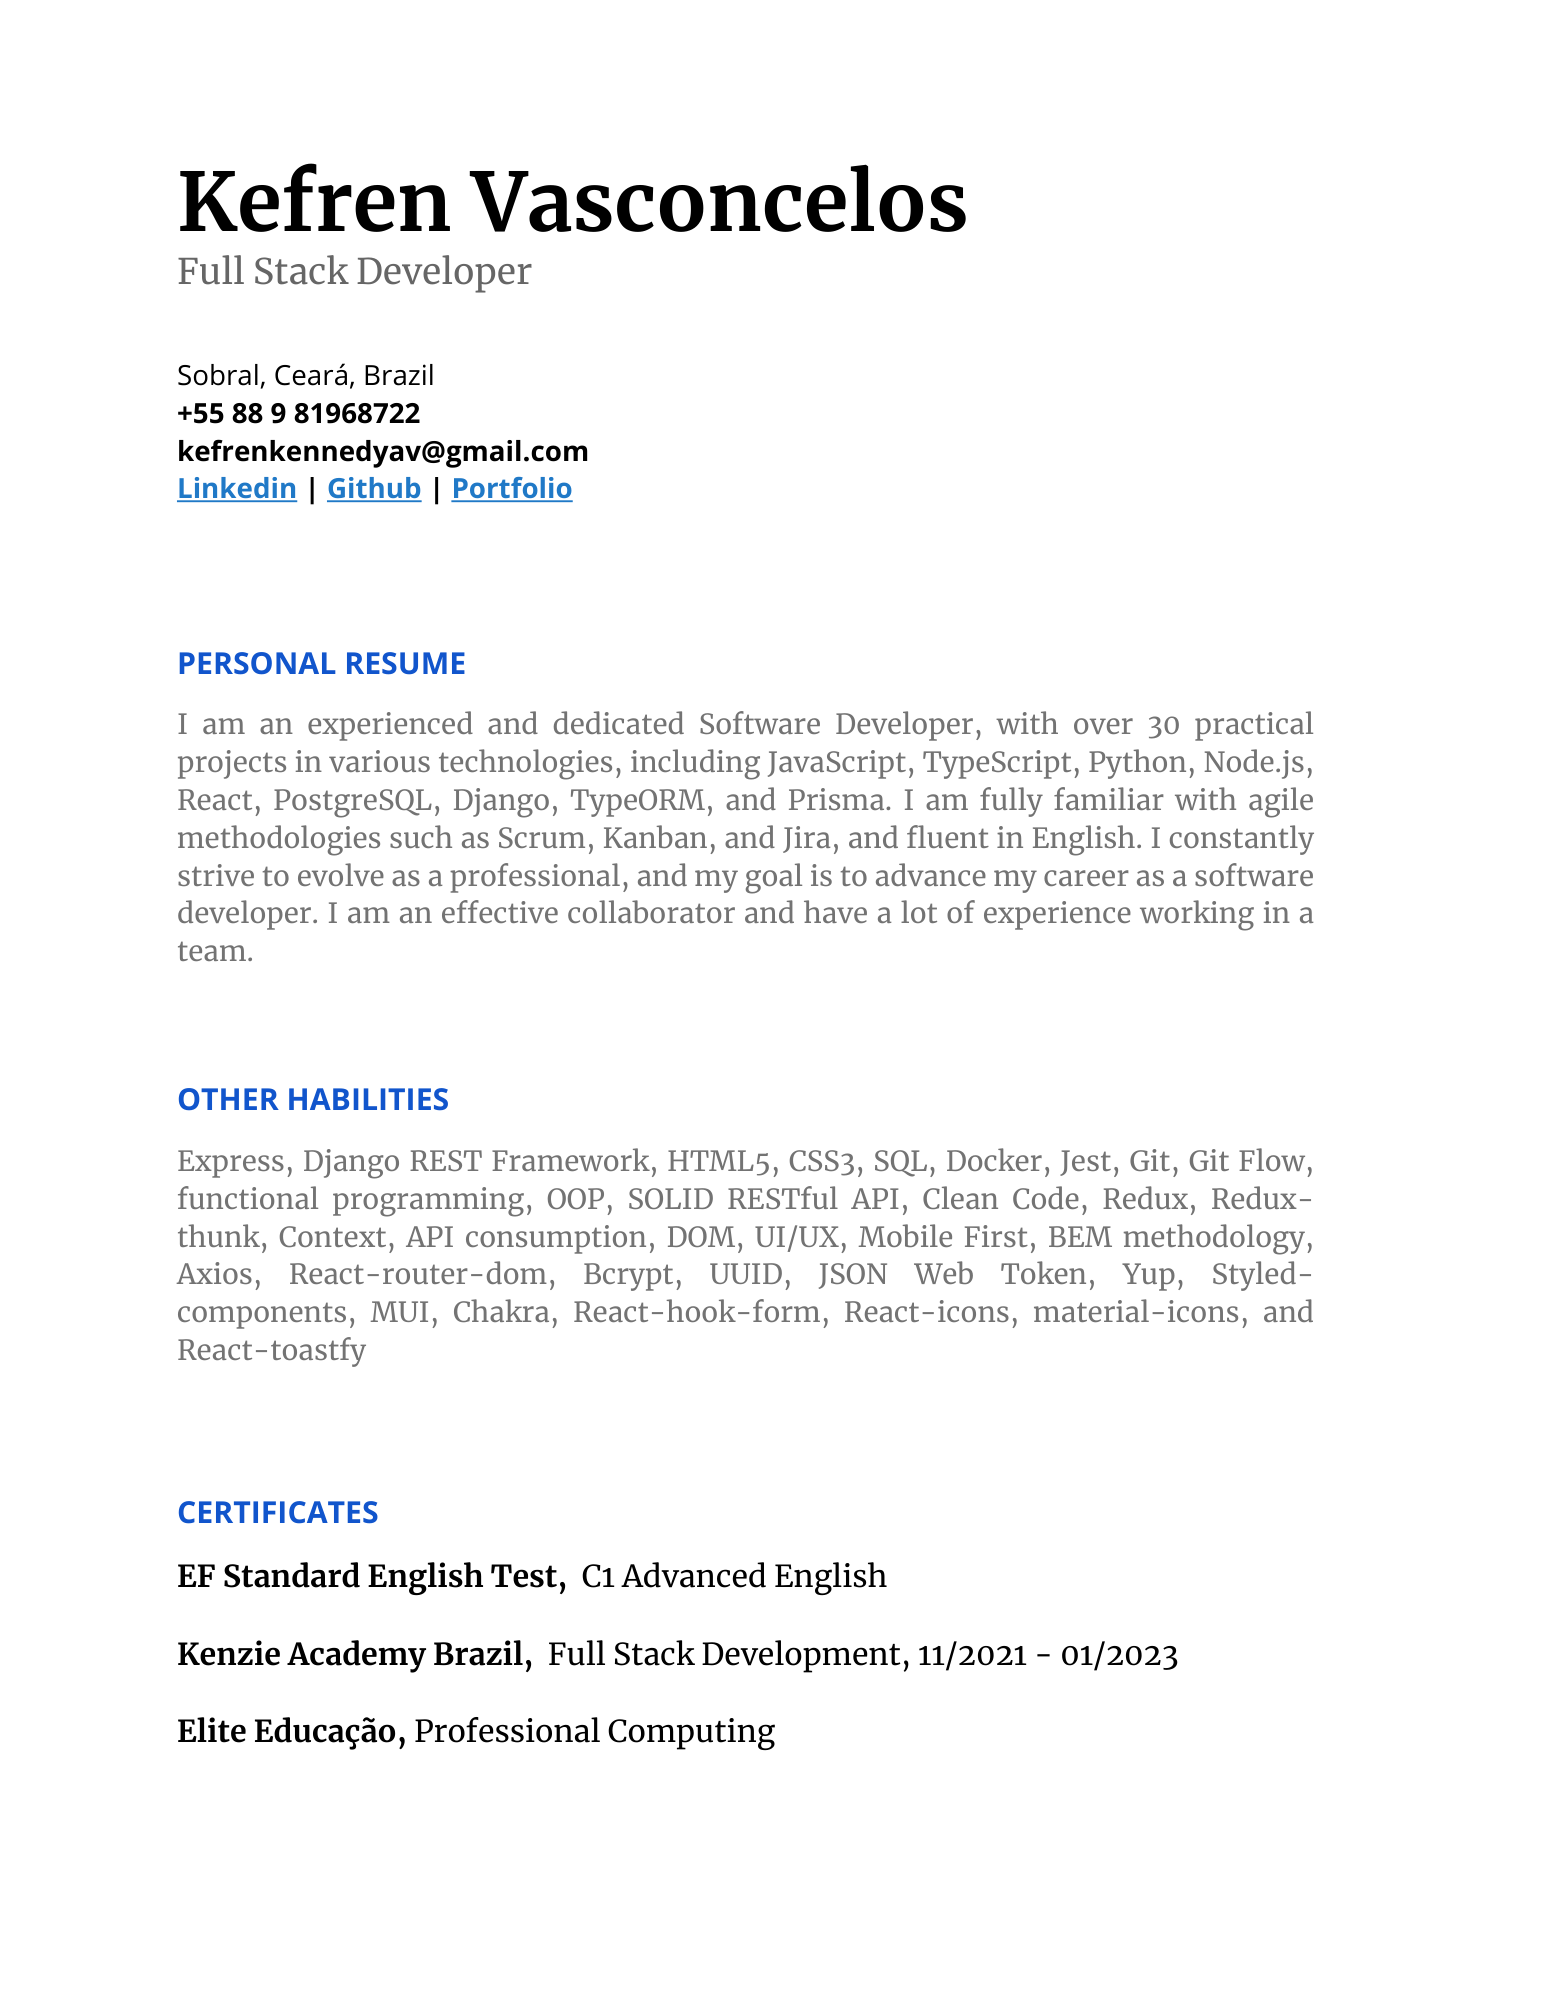 Kefren Vasconcelos
Full Stack Developer
Sobral, Ceará, Brazil
+55 88 9 81968722
kefrenkennedyav@gmail.com
Linkedin | Github | Portfolio
PERSONAL RESUME
I am an experienced and dedicated Software Developer, with over 30 practical
projects in various technologies, including JavaScript, TypeScript, Python, Node.js,
React, PostgreSQL, Django, TypeORM, and Prisma. I am fully familiar with agile
methodologies such as Scrum, Kanban, and Jira, and fluent in English. I constantly
strive to evolve as a professional, and my goal is to advance my career as a software
developer. I am an effective collaborator and have a lot of experience working in a
team.
OTHER HABILITIES
Express, Django REST Framework, HTML5, CSS3, SQL, Docker, Jest, Git, Git Flow,
functional programming, OOP, SOLID RESTful API, Clean Code, Redux, Redux-
thunk, Context, API consumption, DOM, UI/UX, Mobile First, BEM methodology,
Axios, React-router-dom, Bcrypt, UUID, JSON Web Token, Yup, Styled-
components, MUI, Chakra, React-hook-form, React-icons, material-icons, and
React-toastfy
CERTIFICATES
EF Standard English Test, C1 Advanced English
Kenzie Academy Brazil, Full Stack Development, 11/2021 - 01/2023
Elite Educação, Professional Computing